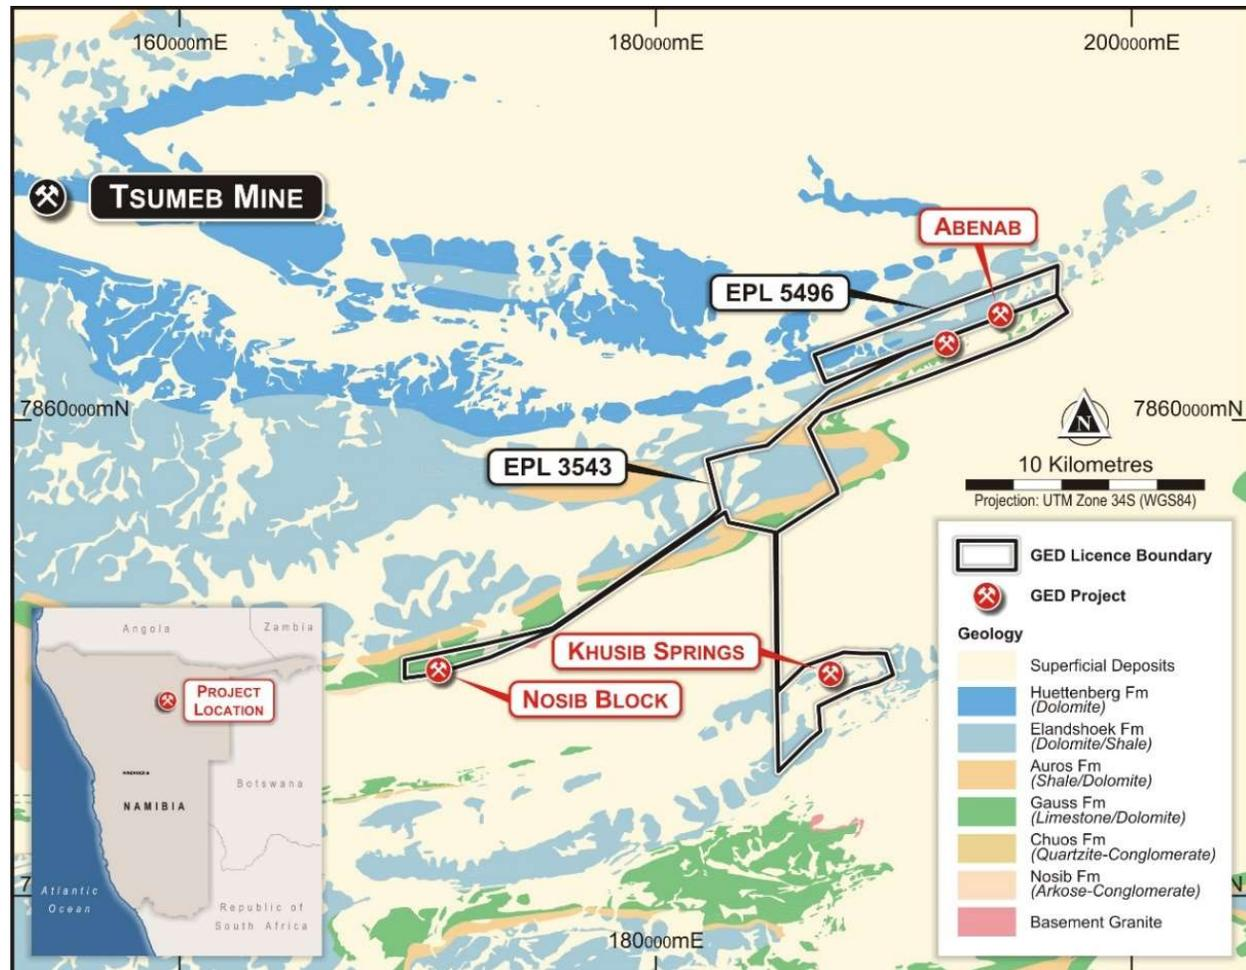 160000mE
180000mE
200000mE
TSUMEB MINE
ABENAB
EPL 5496
7860000mN
7860000mN
N
EPL 3543
10 Kilometres
Projection: UTM Zone 34S (WGS84)
KHUSIB SPRINGS
NOSIB BLOCK
GED Licence Boundary
GED Project
Geology
Superficial Deposits
Huettenberg Fm
(Dolomite)
Elandshoek Fm
(Dolomite/Shale)
Auros Fm
(Shale/Dolomite)
Gauss Fm
(Limestone/Dolomite)
Chuos Fm
(Quartzite-Conglomerate)
Nosib Fm
(Arkose-Conglomerate)
Basement Granite
Angola
Zambia
PROJECT
LOCATION
NAMIBIA
Botswana
Atlantic
Ocean
Republic of
South Africa
7
N
180000mE